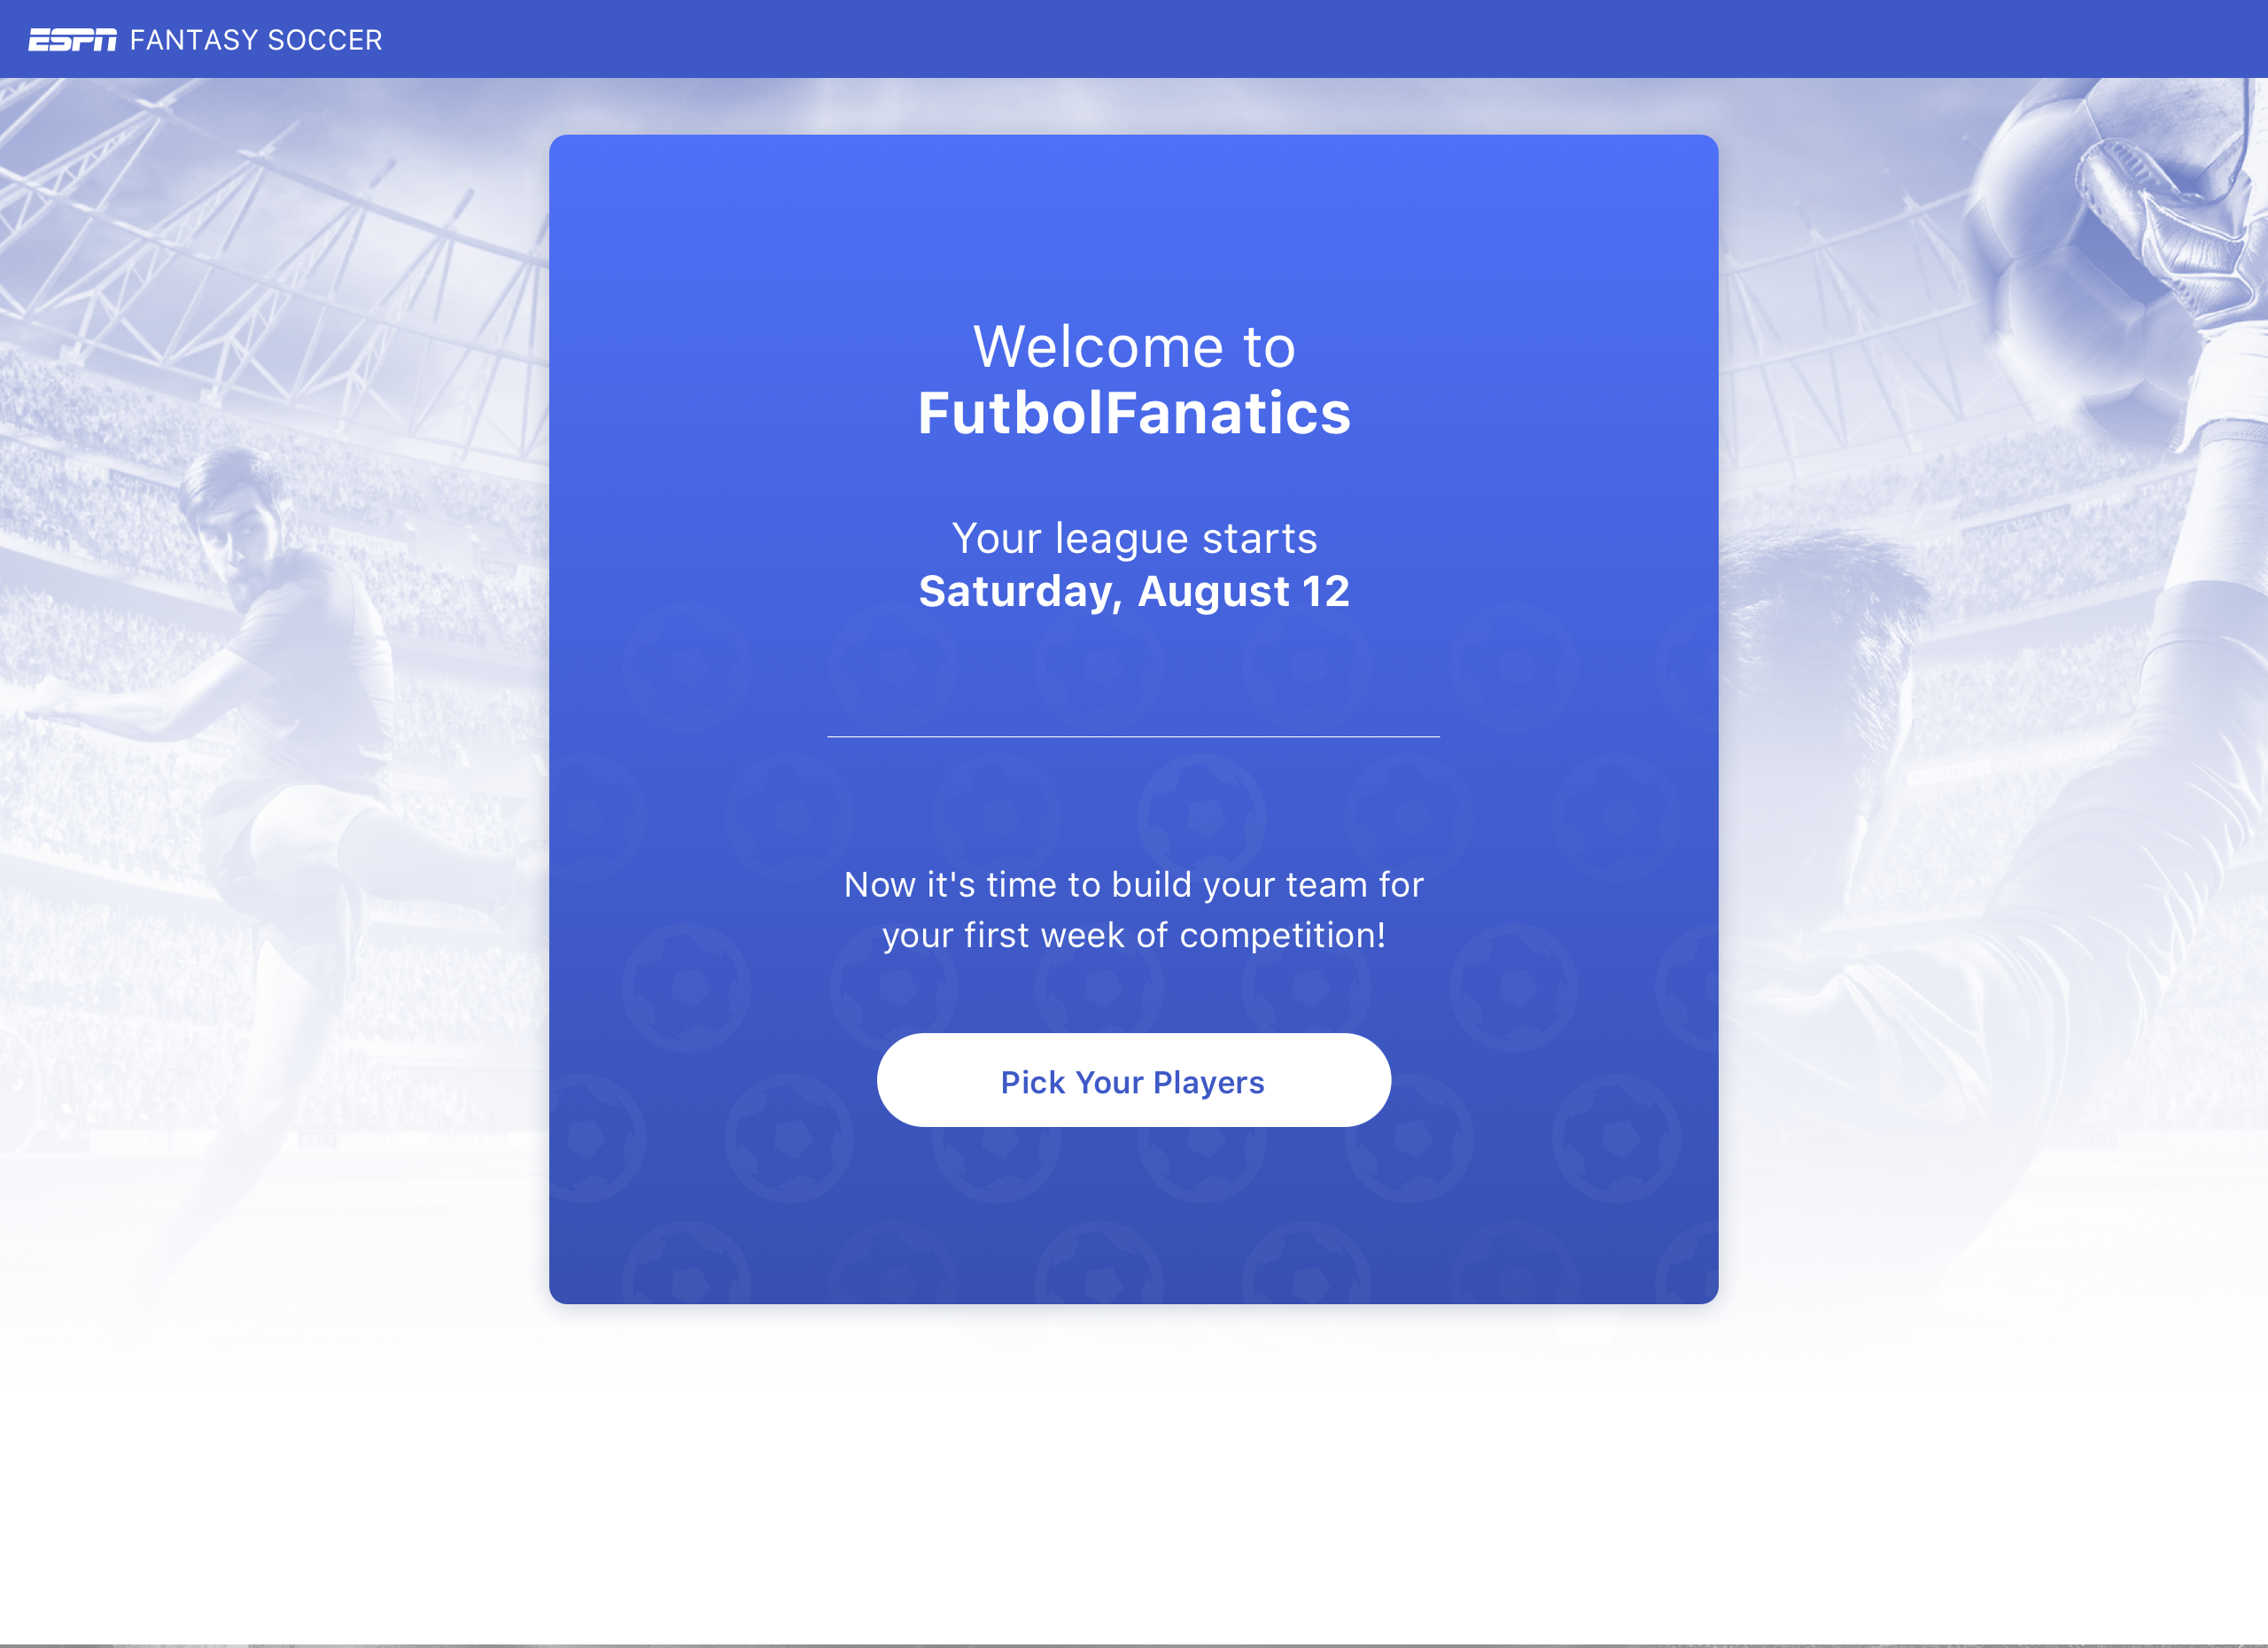 ESPN FANTASY SOCCER
Welcome to
FutbolFanatics
Your league starts
Saturday, August 12
Now it's time to build your team for
your first week of competition!
Pick Your Players